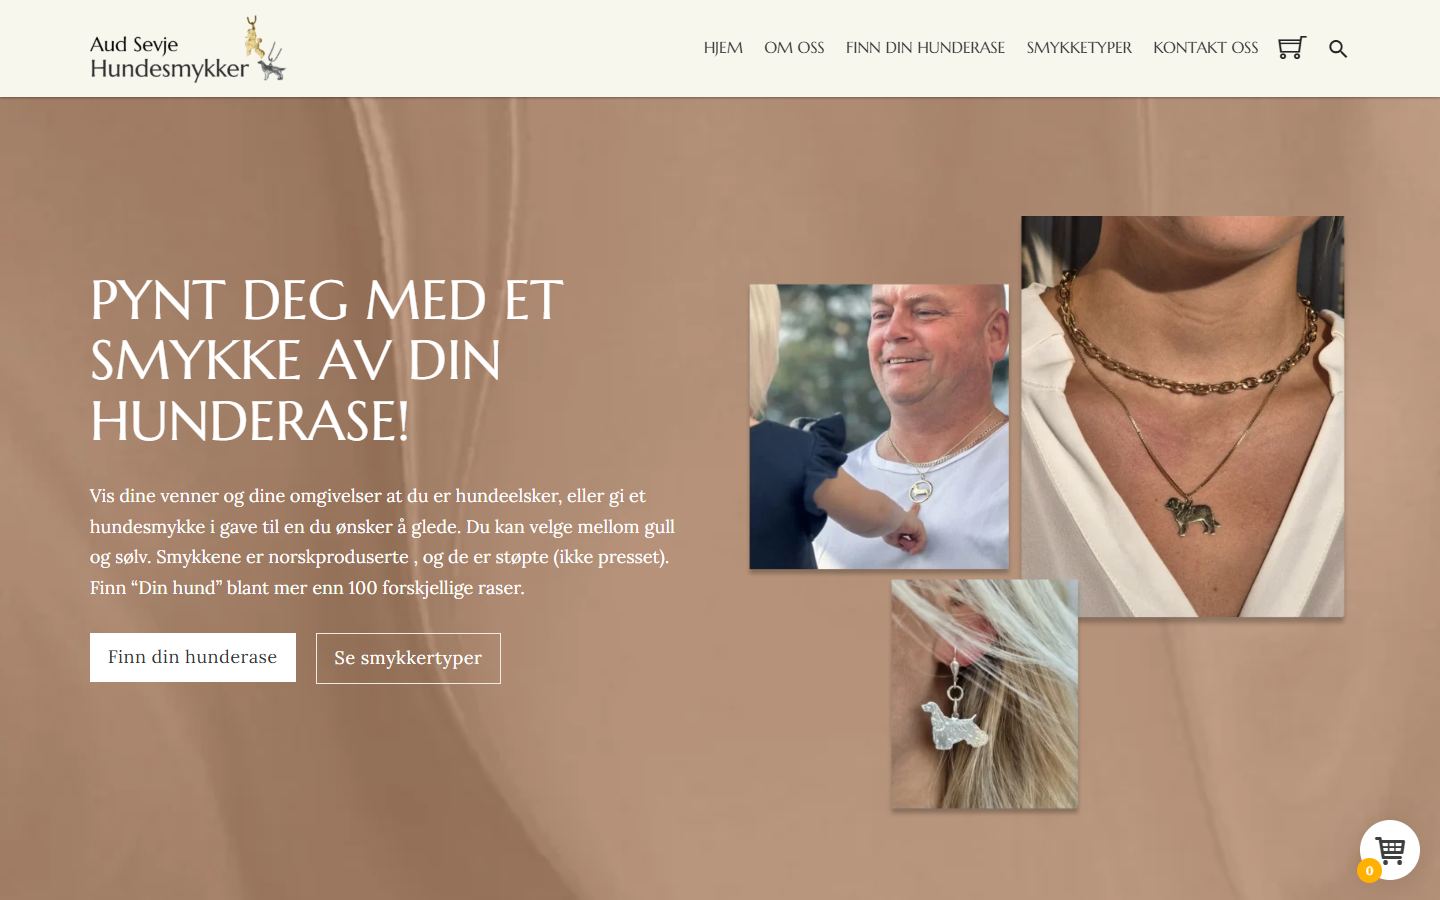 Aud Sevje
Hundesmykker
HJEM OM OSS FINN DIN HUNDERASE SMYKKETYPER KONTAKT OSS
PYNT DEG MED ET
SMYKKE AV DIN
HUNDERASE!
Vis dine venner og dine omgivelser at du er hundeelsker, eller gi et
hundesmykke i gave til en du ønsker å glede. Du kan velge mellom gull
og sølv. Smykkene er norskproduserte , og de er støpte (ikke presset).
Finn “Din hund” blant mer enn 100 forskjellige raser.
Finn din hunderase Se smykkertyper
0